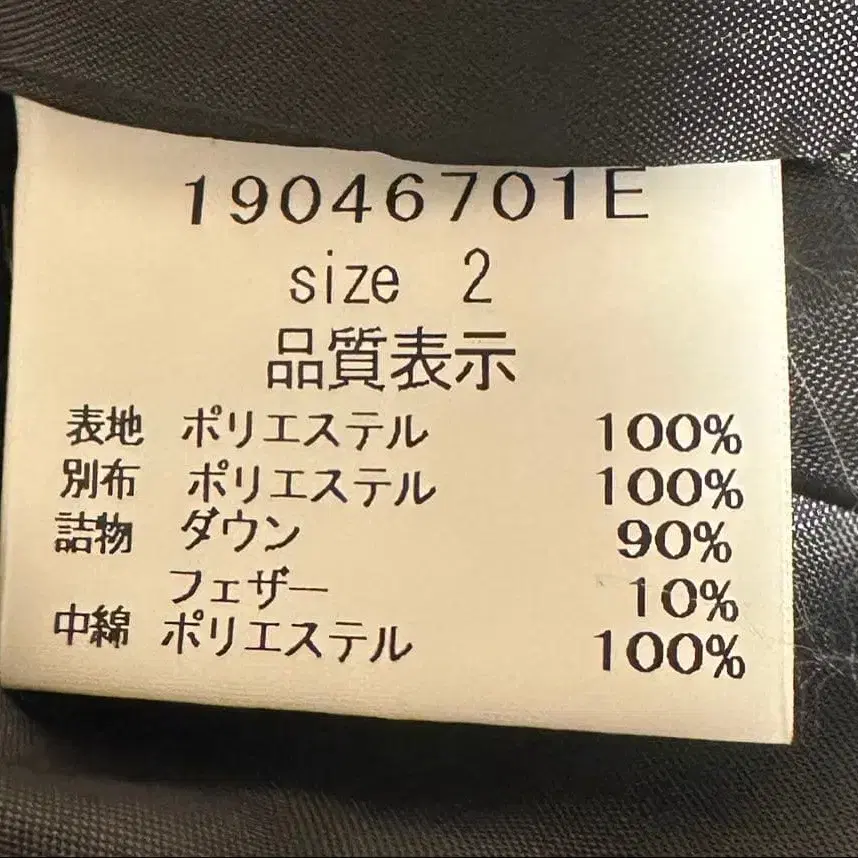 19046701E
size 2
品質表示
表地 ポリエステル 100%
別布 ポリエステル 100%
詰物 ダウン 90%
フェザー 10%
中綿 ポリエステル 100%